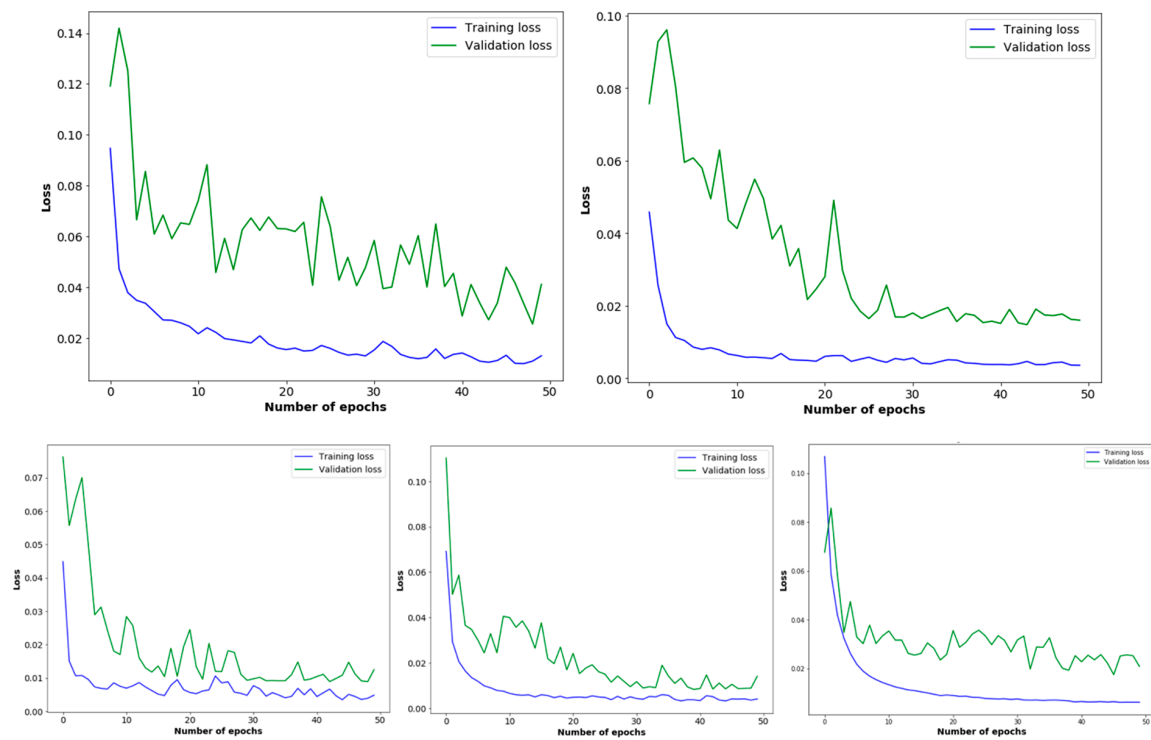 0.14
0.12
0.10
0.08
0.06
0.04
0.02
Loss
0 10 20 30 40 50
Number of epochs
Training loss
Validation loss
0.10
0.08
0.06
0.04
0.02
0.00
Loss
0 10 20 30 40 50
Number of epochs
Training loss
Validation loss
0.07
0.06
0.05
0.04
0.03
0.02
0.01
0.00
Loss
0 10 20 30 40 50
Number of epochs
Training loss
Validation loss
0.10
0.08
0.06
0.04
0.02
0.00
Loss
0 10 20 30 40 50
Number of epochs
Training loss
Validation loss
0.10
0.08
0.06
0.04
0.02
Loss
0 10 20 30 40 50
Number of epochs
Training loss
Validation loss